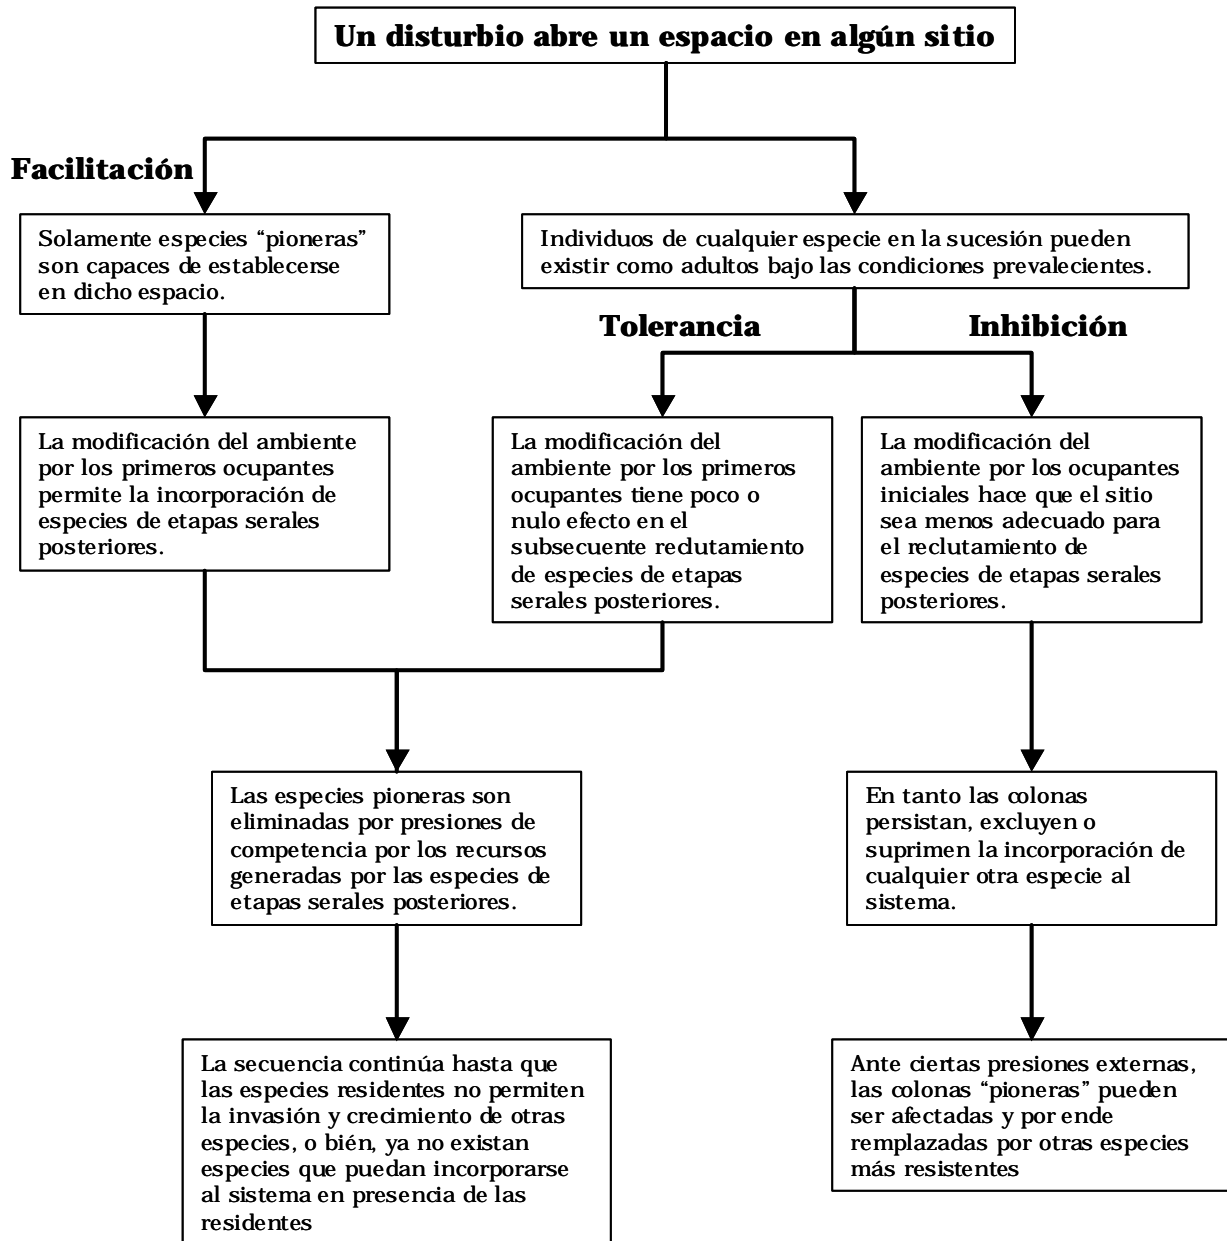 Un disturbio abre un espacio en algún sitio
Facilitación
Solamente especies “pioneras”
son capaces de establecerse
en dicho espacio.
Individuos de cualquier especie en la sucesión pueden
existir como adultos bajo las condiciones prevalecientes.
Tolerancia
Inhibición
La modificación del ambiente
por los primeros ocupantes
permite la incorporación de
especies de etapas serales
posteriores.
La modificación del
ambiente por los primeros
ocupantes tiene poco o
nulo efecto en el
subsecuente reclutamiento
de especies de etapas
serales posteriores.
La modificación del
ambiente por los ocupantes
iniciales hace que el sitio
sea menos adecuado para
el reclutamiento de
especies de etapas serales
posteriores.
Las especies pioneras son
eliminadas por presiones de
competencia por los recursos
generadas por las especies de
etapas serales posteriores.
En tanto las colonas
persistan, excluyen o
suprimen la incorporación de
cualquier otra especie al
sistema.
La secuencia continúa hasta que
las especies residentes no permiten
la invasión y crecimiento de otras
especies, o bién, ya no existan
especies que puedan incorporarse
al sistema en presencia de las
residentes
Ante ciertas presiones externas,
las colonas “pioneras” pueden
ser afectadas y por ende
remplazadas por otras especies
más resistentes